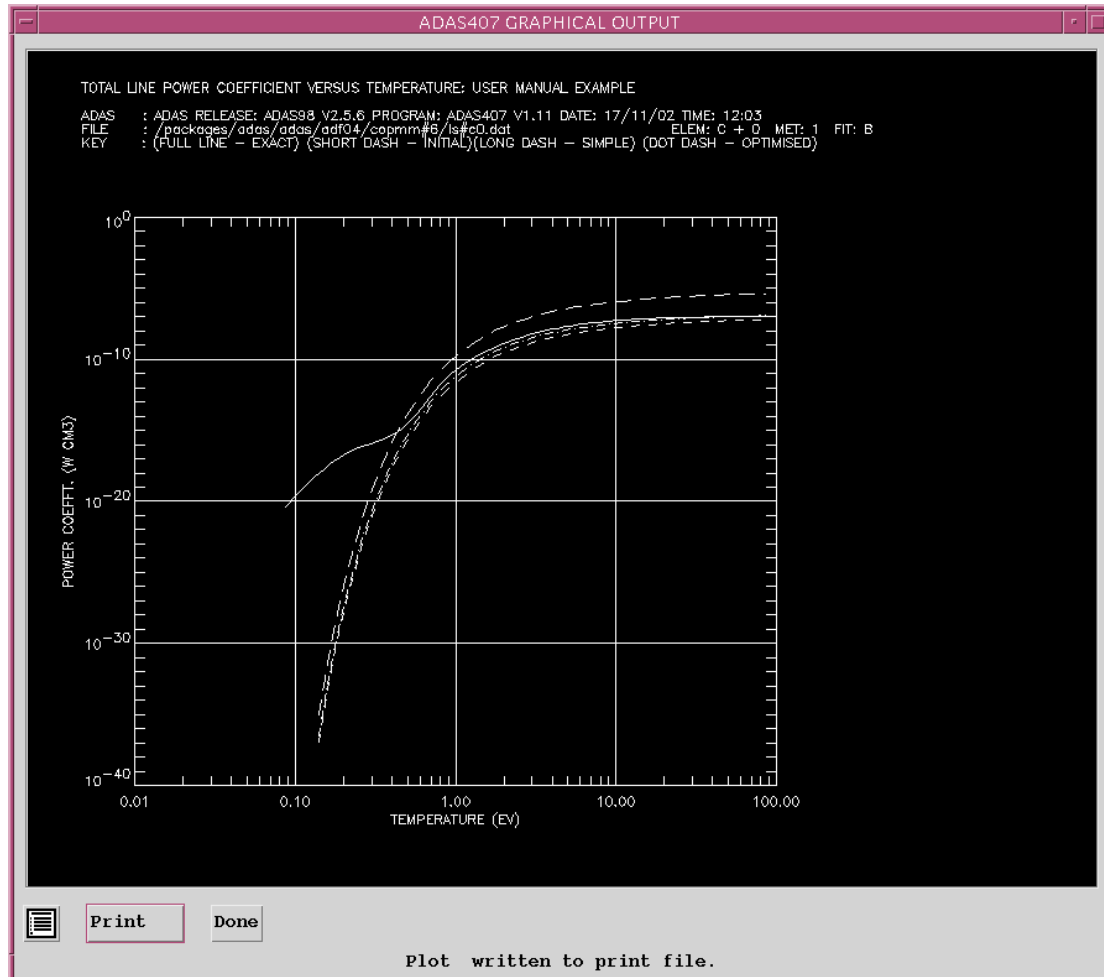 ADAS407 GRAPHICAL OUTPUT
TOTAL LINE POWER COEFFICIENT VERSUS TEMPERATURE: USER MANUAL EXAMPLE
ADAS : ADAS RELEASE: ADAS98 V2.5.6 PROGRAM: ADAS407 V1.11 DATE: 17/11/02 TIME: 12:03
FILE : /packages/adas/adas/adf04/copmm#6/ls#c0.dat ELEM: C + 0 MET: 1 FIT: B
KEY : (FULL LINE - EXACT) (SHORT DASH - INITIAL)(LONG DASH - SIMPLE) (DOT DASH - OPTIMISED)
10^0
10^-10
10^-20
10^-30
10^-40
POWER COEFFT. (W CM3)
0.01 0.10 1.00 10.00 100.00
TEMPERATURE (EV)
Print Done
Plot written to print file.